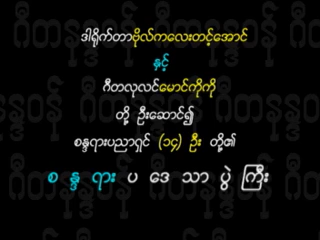 ဒါရိုက်တာဗိုလ်ကလေးတင့်အောင်
နှင့်
ဂီတလုလင်မောင်ကိုကို
တို့ ဦးဆောင်၍
စန္ဒရားပညာရှင် (၁၄) ဦး တို့၏
စ န္ဒ ရား ပ ဒေ သာ ပွဲ ကြီး